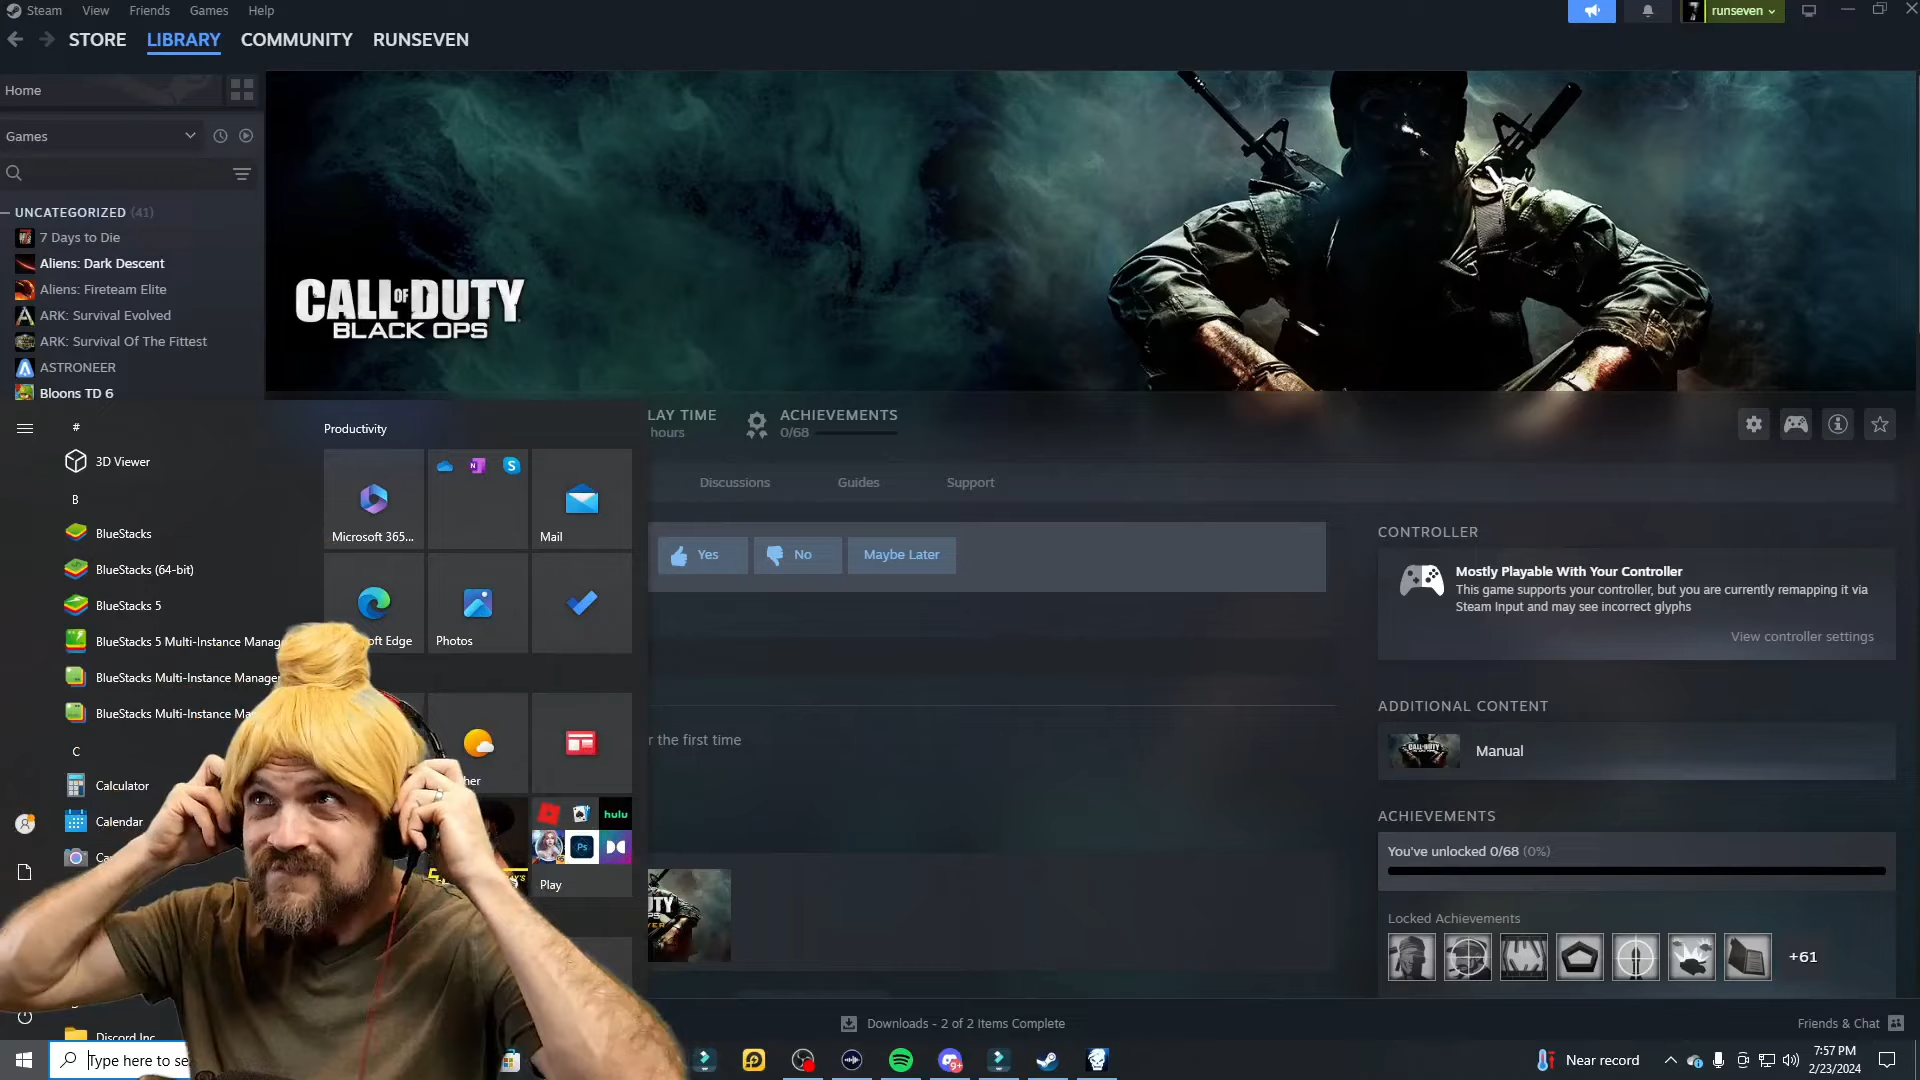 Steam View Friends Games Help
runseven
STORE LIBRARY COMMUNITY RUNSEVEN
Home
Games
UNCATEGORIZED (41)
7 Days to Die
Aliens: Dark Descent
Aliens: Fireteam Elite
ARK: Survival Evolved
ARK: Survival Of The Fittest
ASTRONEER
Bloons TD 6
CALL OF DUTY
BLACK OPS
#
3D Viewer
B
BlueStacks
BlueStacks (64-bit)
BlueStacks 5
BlueStacks 5 Multi-Instance Manag
BlueStacks Multi-Instance Manager
BlueStacks Multi-Instance Ma
C
Calculator
Calendar
Ca
Discord Inc
Type here to se
Productivity
Microsoft 365...
Mail
oft Edge
Photos
her
hulu
Ps
Play
LAY TIME
hours
ACHIEVEMENTS
0/68
Discussions Guides Support
Yes No Maybe Later
r the first time
CONTROLLER
Mostly Playable With Your Controller
This game supports your controller, but you are currently remapping it via
Steam Input and may see incorrect glyphs
View controller settings
ADDITIONAL CONTENT
Manual
ACHIEVEMENTS
You've unlocked 0/68 (0%)
Locked Achievements
+61
Downloads - 2 of 2 Items Complete
Friends & Chat
9+
Near record
7:57 PM
2/23/2024